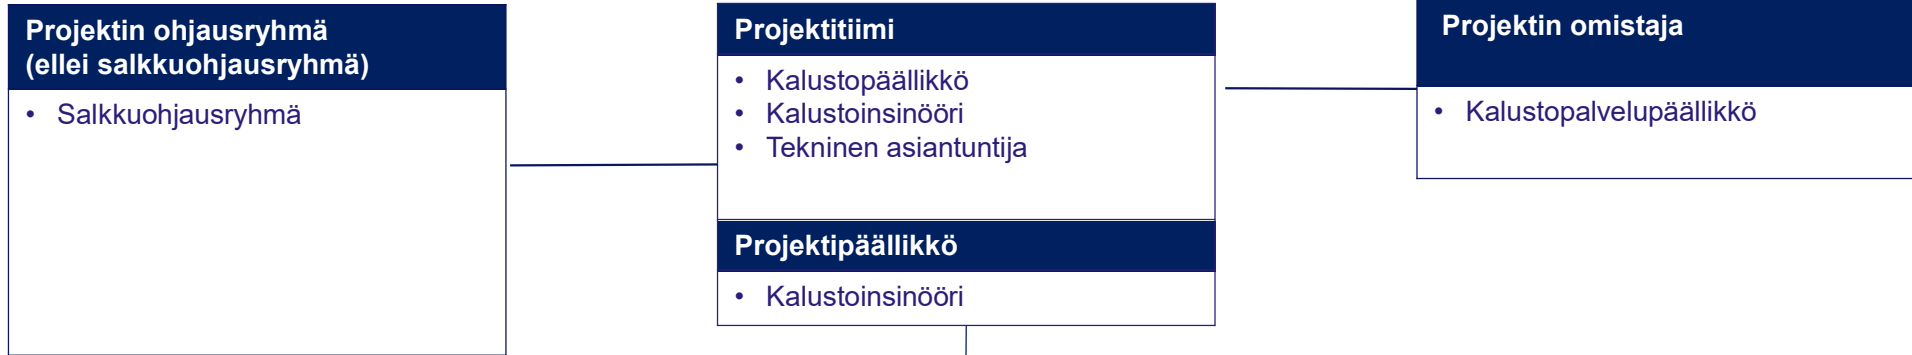 Projektin ohjausryhmä
(ellei salkkuohjausryhmä)
• Salkkuohjausryhmä
Projektitiimi
• Kalustopäällikkö
• Kalustoinsinööri
• Tekninen asiantuntija
Projektipäällikkö
• Kalustoinsinööri
Projektin omistaja
• Kalustopalvelupäällikkö